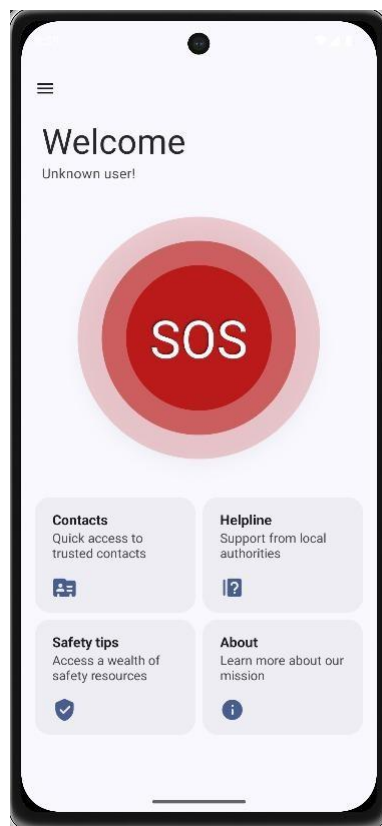 Welcome
Unknown user!
SOS
Contacts
Quick access to
trusted contacts
Helpline
Support from local
authorities
Safety tips
Access a wealth of
safety resources
About
Learn more about our
mission